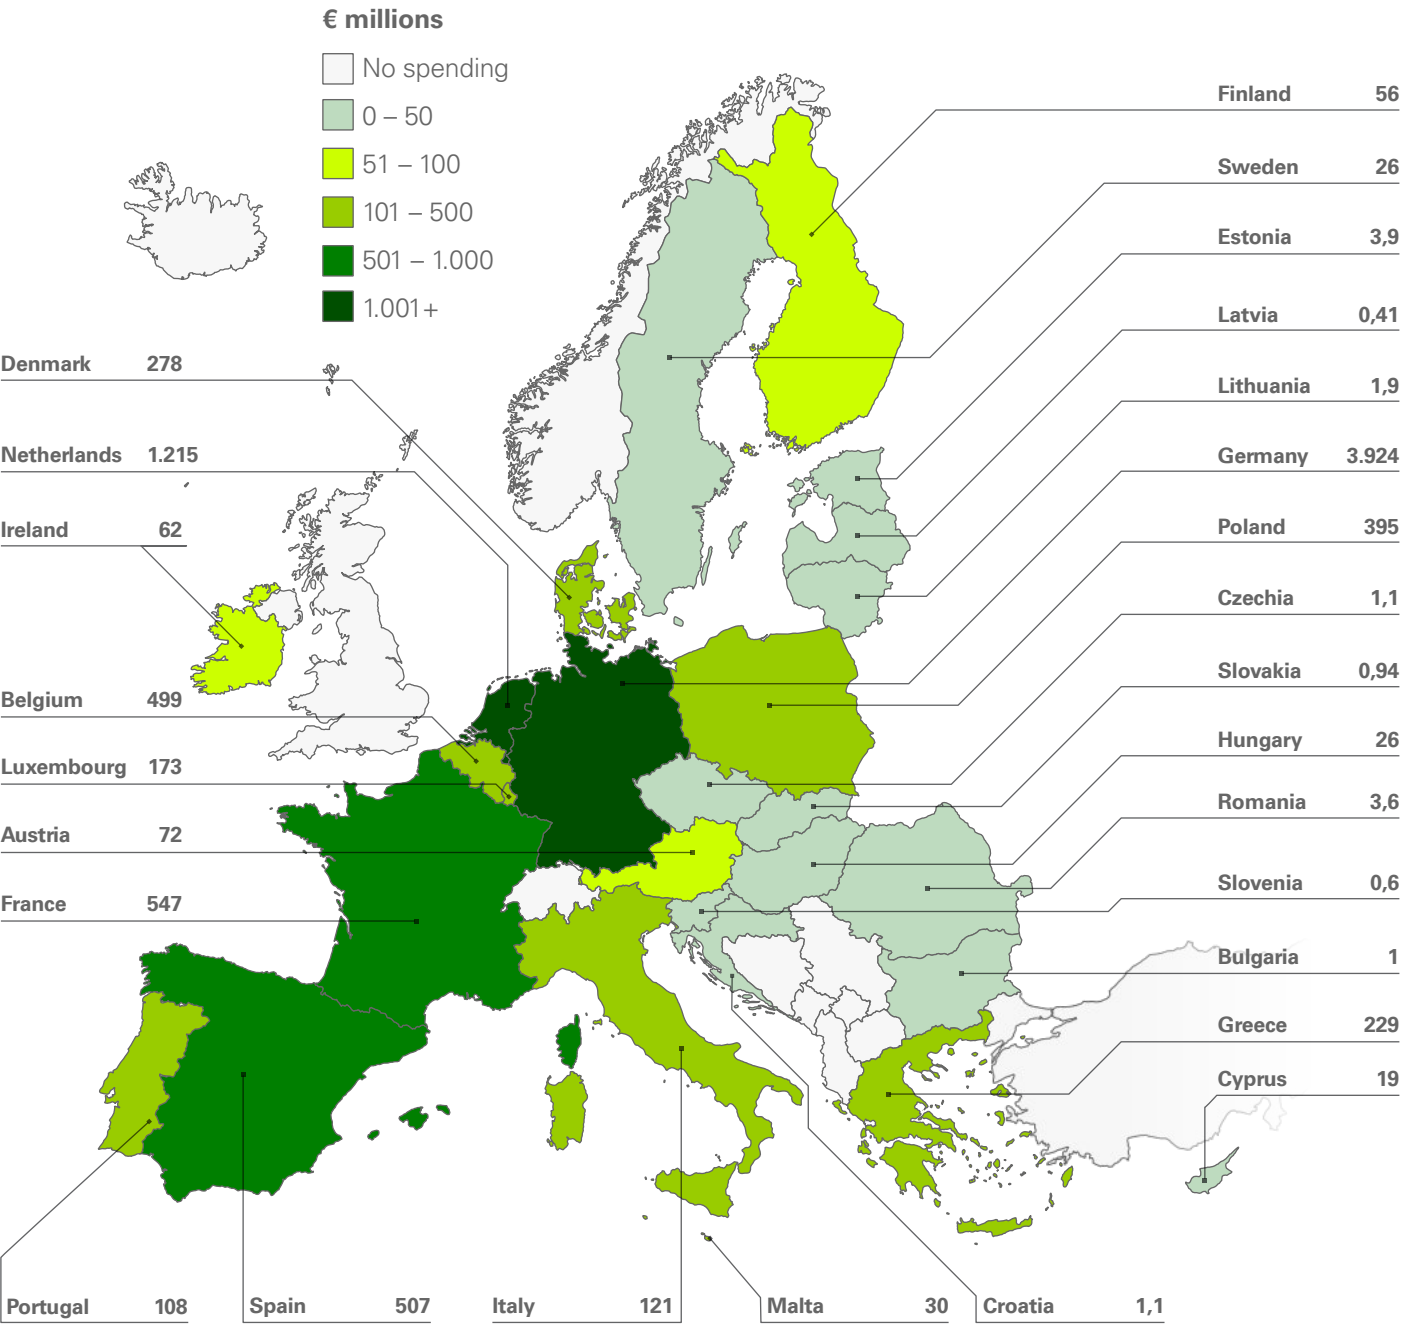 € millions
No spending
0 – 50
51 – 100
101 – 500
501 – 1.000
1.001+
Finland 56
Sweden 26
Estonia 3,9
Latvia 0,41
Lithuania 1,9
Germany 3.924
Poland 395
Czechia 1,1
Slovakia 0,94
Hungary 26
Romania 3,6
Slovenia 0,6
Bulgaria 1
Greece 229
Cyprus 19
Denmark 278
Netherlands 1.215
Ireland 62
Belgium 499
Luxembourg 173
Austria 72
France 547
Portugal 108
Spain 507
Italy 121
Malta 30
Croatia 1,1